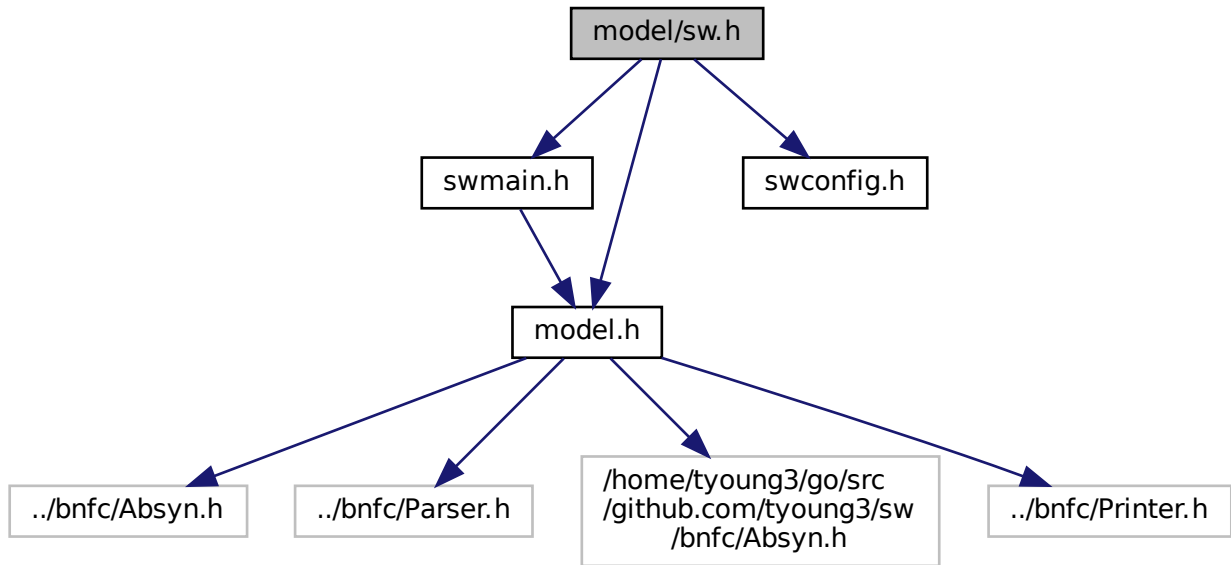 model/sw.h
swmain.h
swconfig.h
model.h
../bnfc/Absyn.h
../bnfc/Parser.h
/home/tyoung3/go/src
/github.com/tyoung3/sw
/bnfc/Absyn.h
../bnfc/Printer.h